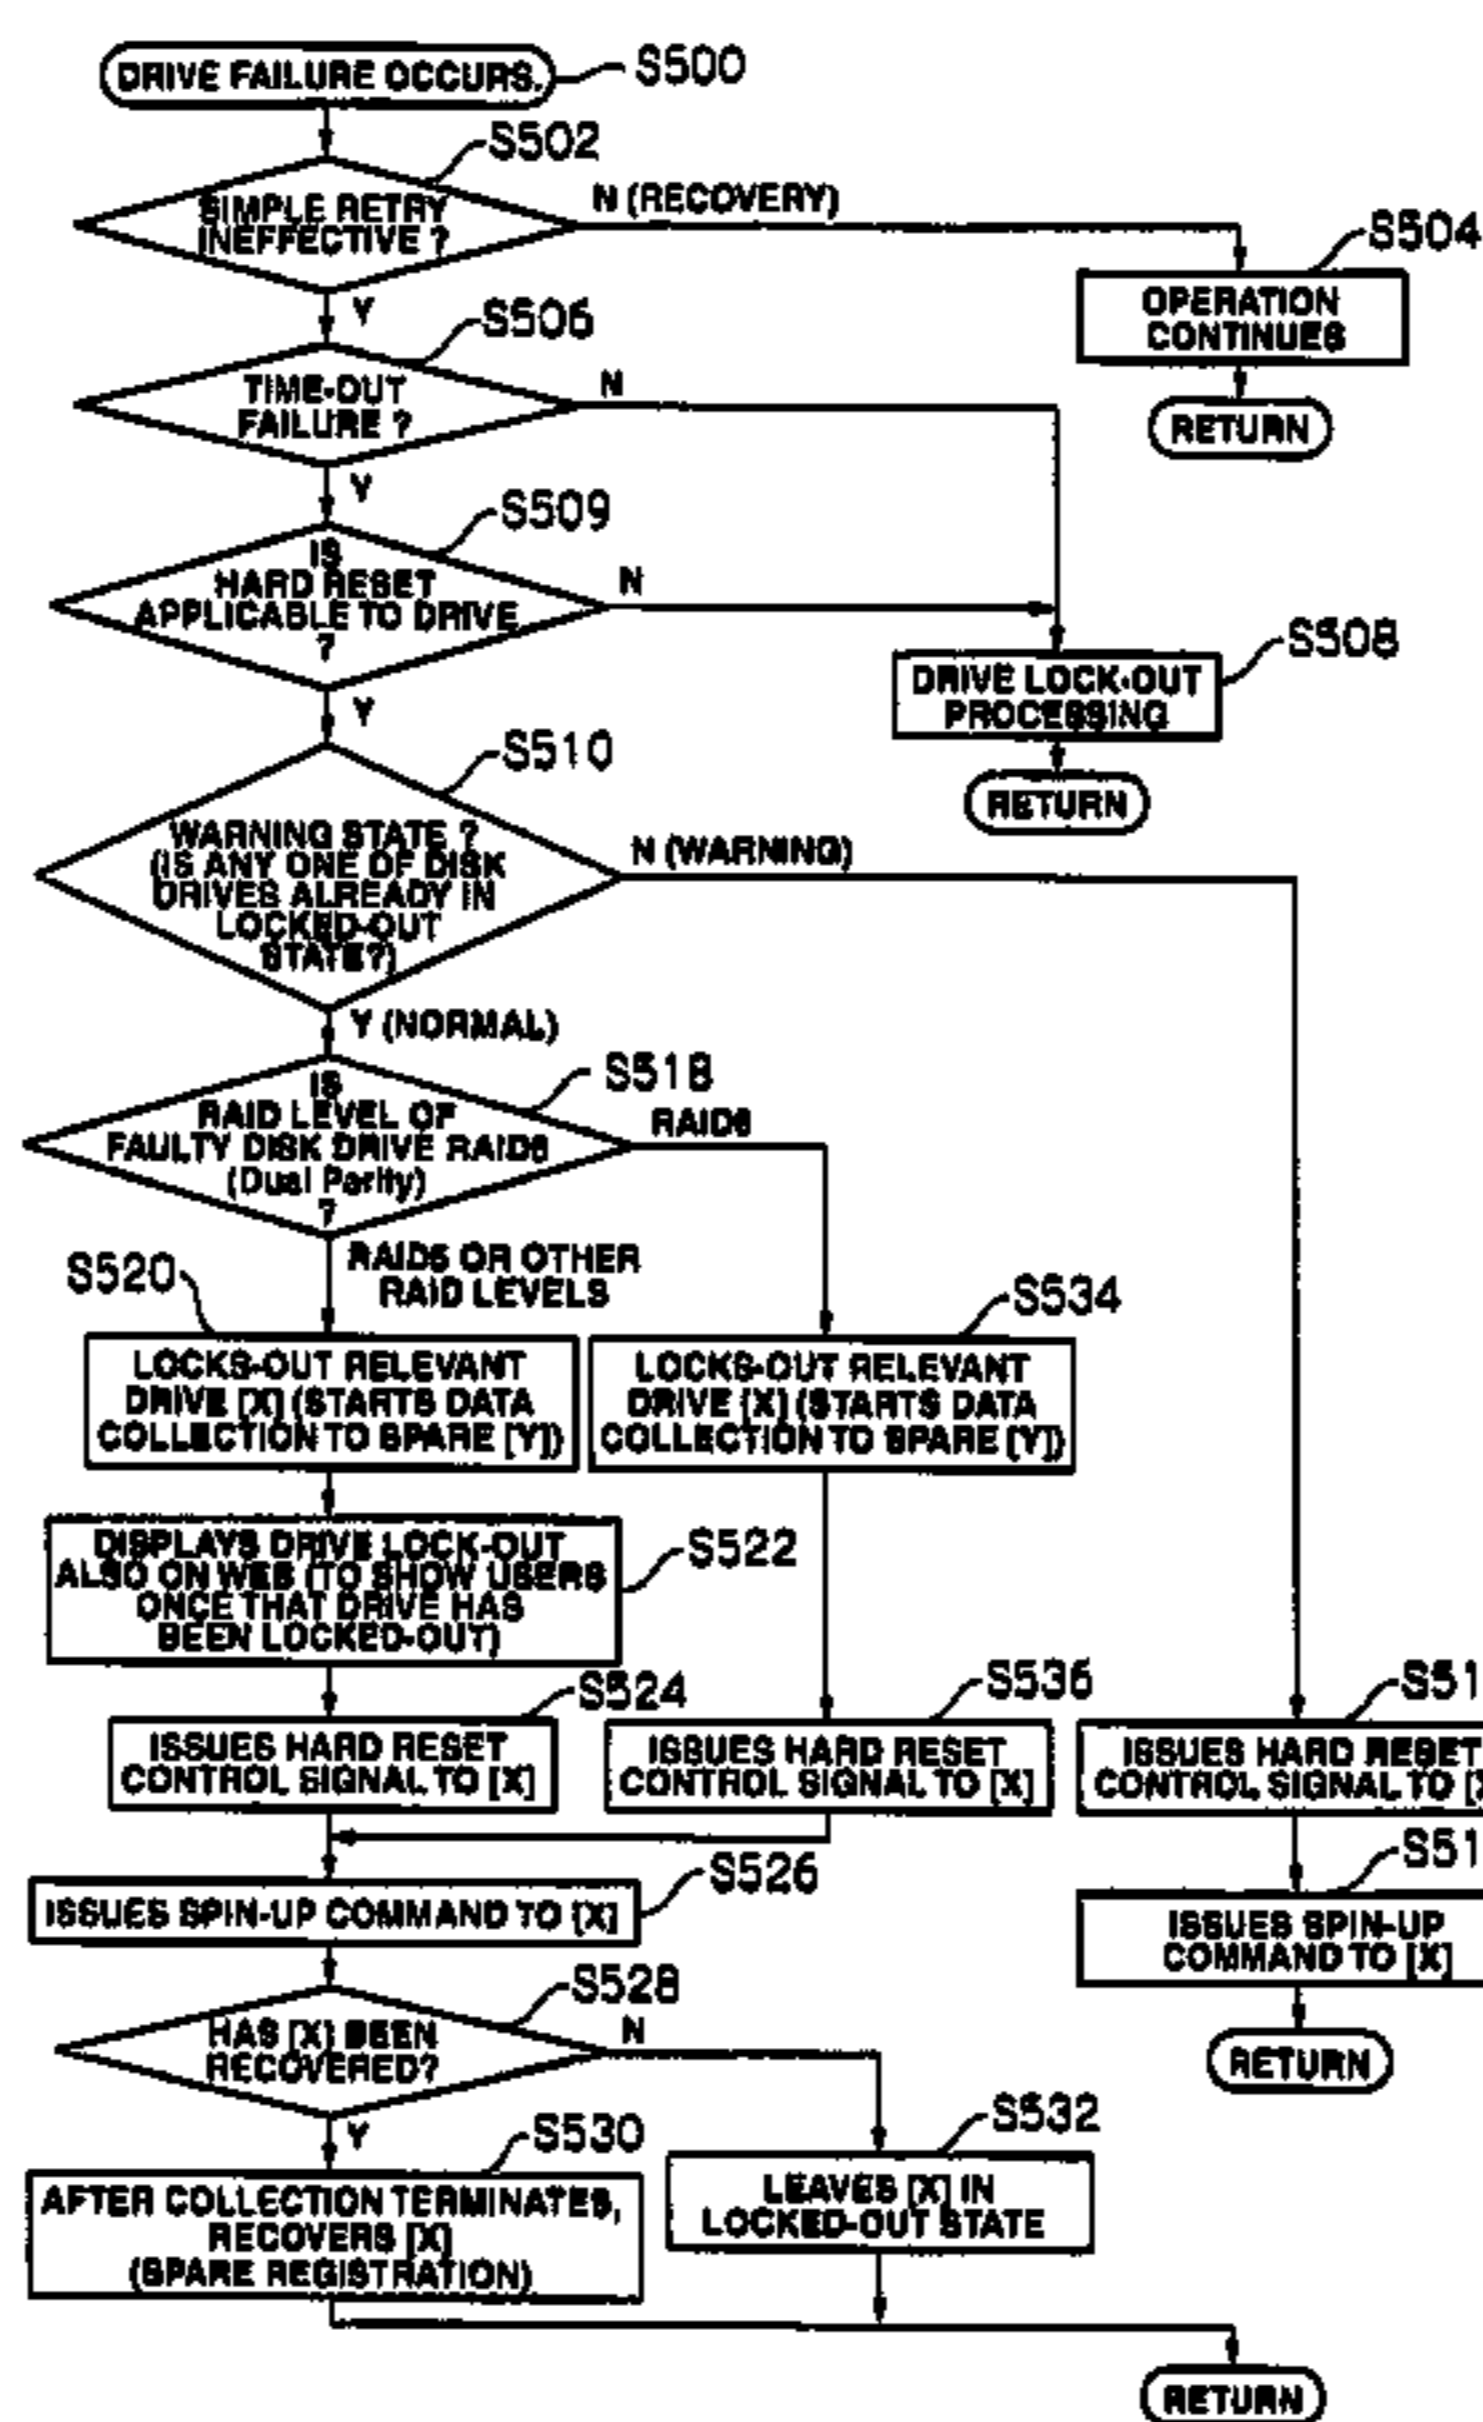 DRIVE FAILURE OCCURS.
S500
S502
SIMPLE RETRY
INEFFECTIVE ?
N (RECOVERY)
S504
OPERATION
CONTINUES
RETURN
Y
S506
TIME-OUT
FAILURE ?
N
Y
S509
IS
HARD RESET
APPLICABLE TO DRIVE
?
N
S508
DRIVE LOCK-OUT
PROCESSING
RETURN
Y
S510
WARNING STATE ?
(IS ANY ONE OF DISK
DRIVES ALREADY IN
LOCKED-OUT
STATE?)
N (WARNING)
Y (NORMAL)
S518
IS
RAID LEVEL OF
FAULTY DISK DRIVE RAID6
(Dual Parity)
?
RAID6
RAID5 OR OTHER
RAID LEVELS
S520
LOCKS-OUT RELEVANT
DRIVE [X] (STARTS DATA
COLLECTION TO SPARE [Y])
S534
LOCKS-OUT RELEVANT
DRIVE [X] (STARTS DATA
COLLECTION TO SPARE [Y])
DISPLAYS DRIVE LOCK-OUT
ALSO ON WEB (TO SHOW USERS
ONCE THAT DRIVE HAS
BEEN LOCKED-OUT)
S522
S524
ISSUES HARD RESET
CONTROL SIGNAL TO [X]
S536
ISSUES HARD RESET
CONTROL SIGNAL TO [X]
S51
ISSUES HARD RESET
CONTROL SIGNAL TO [X
S526
ISSUES SPIN-UP COMMAND TO [X]
S51
ISSUES SPIN-UP
COMMAND TO [X]
RETURN
S528
HAS [X] BEEN
RECOVERED?
N
Y
S530
AFTER COLLECTION TERMINATES,
RECOVERS [X]
(SPARE REGISTRATION)
S532
LEAVES [X] IN
LOCKED-OUT STATE
RETURN